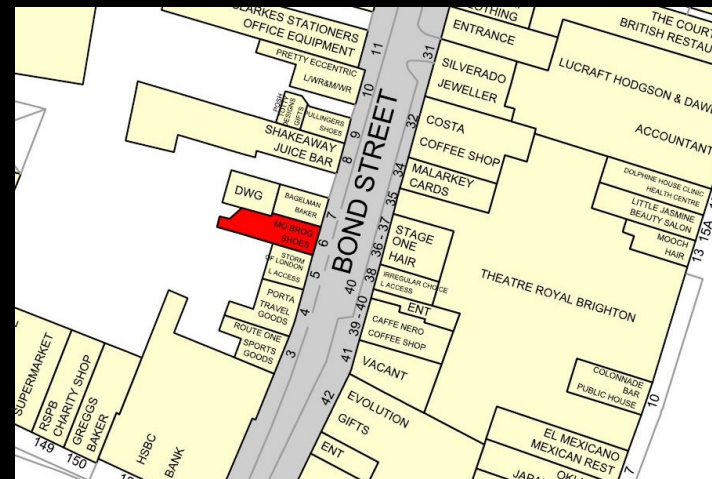 CLARKES STATIONERS
OFFICE EQUIPMENT
PRETTY ECCENTRIC
L/WR&M/WR
POSH
TOTTY
DESIGNS
GIFTS
PULLINGERS
SHOES
SHAKEAWAY
JUICE BAR
DWG
BAGELMAN
BAKER
MO BROG
SHOES
STORM
OF LONDON
L ACCESS
PORTA
TRAVEL
GOODS
ROUTE ONE
SPORTS
GOODS
SUPERMARKET
RSPB
CHARITY SHOP
GREGGS
BAKER
149
150
HSBC
BANK
11
10
9
8
7
6
5
4
3
BOND STREET
31
32
34
35
36 - 37
38
40
39 - 40
41
42
ENTRANCE
SILVERADO
JEWELLER
COSTA
COFFEE SHOP
MALARKEY
CARDS
STAGE
ONE
HAIR
IRREGULAR CHOICE
L ACCESS
ENT
CAFFE NERO
COFFEE SHOP
VACANT
EVOLUTION
GIFTS
ENT
THE COURT
BRITISH RESTAU
LUCRAFT HODGSON & DAW
ACCOUNTANT
DOLPHINE HOUSE CLINIC
HEALTH CENTRE
LITTLE JASMINE
BEAUTY SALON
MOOCH
HAIR
15A
13
THEATRE ROYAL BRIGHTON
COLONNADE
BAR
PUBLIC HOUSE
10
EL MEXICANO
MEXICAN REST
7